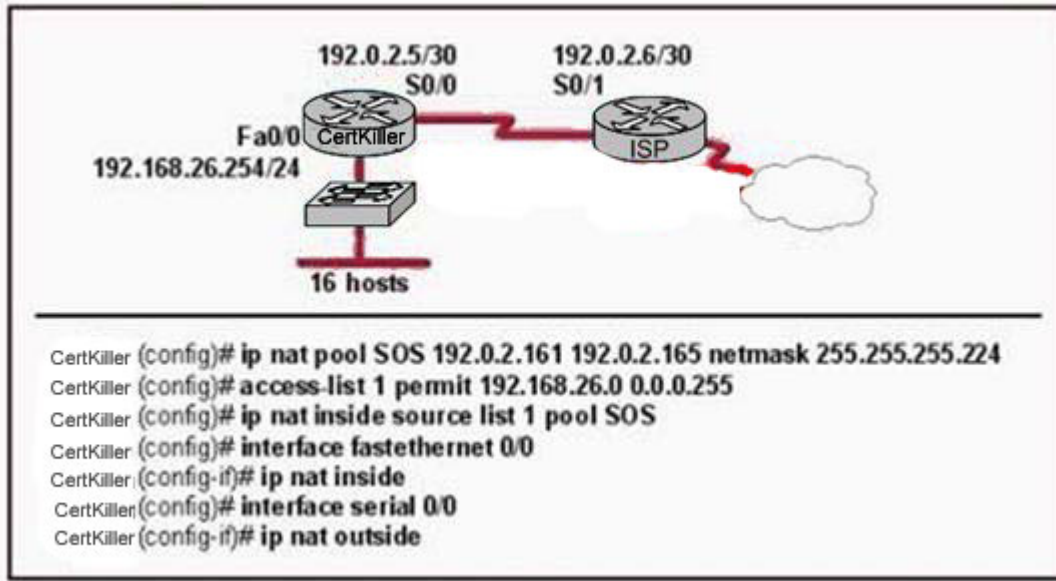 192.0.2.5/30 192.0.2.6/30
S0/0 S0/1
CertKiller ISP
Fa0/0
192.168.26.254/24
16 hosts
CertKiller (config)# ip nat pool SOS 192.0.2.161 192.0.2.165 netmask 255.255.255.224
CertKiller (config)# access-list 1 permit 192.168.26.0 0.0.0.255
CertKiller (config)# ip nat inside source list 1 pool SOS
CertKiller (config)# interface fastethernet 0/0
CertKiller (config-if)# ip nat inside
CertKiller (config)# interface serial 0/0
CertKiller (config-if)# ip nat outside